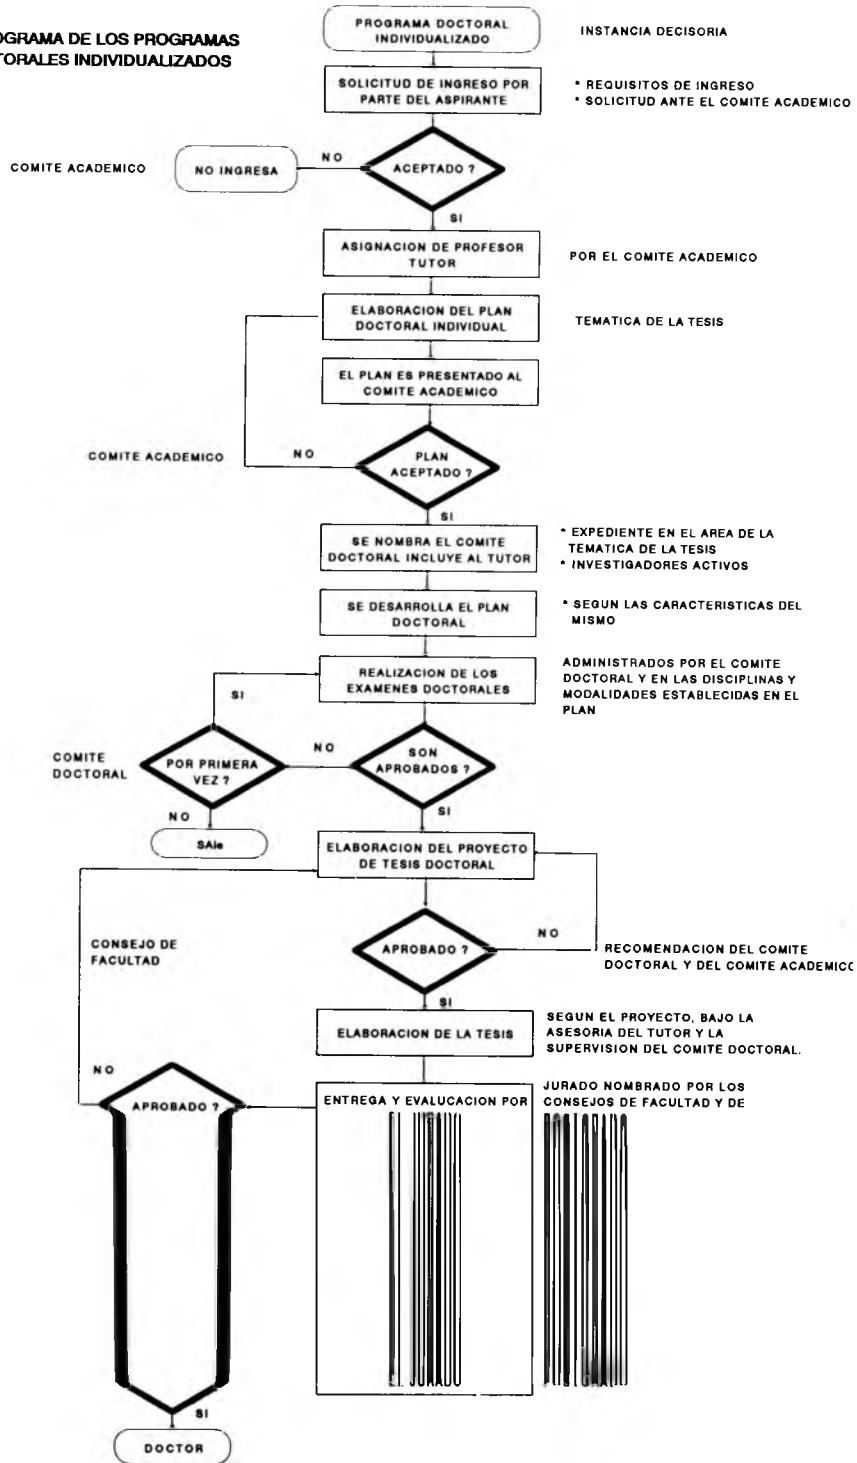 OGRAMA DE LOS PROGRAMAS
TORALES INDIVIDUALIZADOS
PROGRAMA DOCTORAL
INDIVIDUALIZADO
INSTANCIA DECISORIA
SOLICITUD DE INGRESO POR
PARTE DEL ASPIRANTE
* REQUISITOS DE INGRESO
* SOLICITUD ANTE EL COMITE ACADEMICO
COMITE ACADEMICO
NO INGRESA
NO
ACEPTADO ?
SI
ASIGNACION DE PROFESOR
TUTOR
POR EL COMITE ACADEMICO
ELABORACION DEL PLAN
DOCTORAL INDIVIDUAL
TEMATICA DE LA TESIS
EL PLAN ES PRESENTADO AL
COMITE ACADEMICO
COMITE ACADEMICO
NO
PLAN
ACEPTADO ?
SI
SE NOMBRA EL COMITE
DOCTORAL INCLUYE AL TUTOR
* EXPEDIENTE EN EL AREA DE LA
TEMATICA DE LA TESIS
* INVESTIGADORES ACTIVOS
SE DESARROLLA EL PLAN
DOCTORAL
* SEGUN LAS CARACTERISTICAS DEL
MISMO
REALIZACION DE LOS
EXAMENES DOCTORALES
ADMINISTRADOS POR EL COMITE
DOCTORAL Y EN LAS DISCIPLINAS Y
MODALIDADES ESTABLECIDAS EN EL
PLAN
SI
COMITE
DOCTORAL
POR PRIMERA
VEZ ?
NO
SON
APROBADOS ?
NO
SI
SAle
ELABORACION DEL PROYECTO
DE TESIS DOCTORAL
CONSEJO DE
FACULTAD
APROBADO ?
NO
RECOMENDACION DEL COMITE
DOCTORAL Y DEL COMITE ACADEMICO
SI
ELABORACION DE LA TESIS
SEGUN EL PROYECTO, BAJO LA
ASESORIA DEL TUTOR Y LA
SUPERVISION DEL COMITE DOCTORAL.
NO
APROBADO ?
ENTREGA Y EVALUCACION POR
JURADO NOMBRADO POR LOS
CONSEJOS DE FACULTAD Y DE
SI
DOCTOR